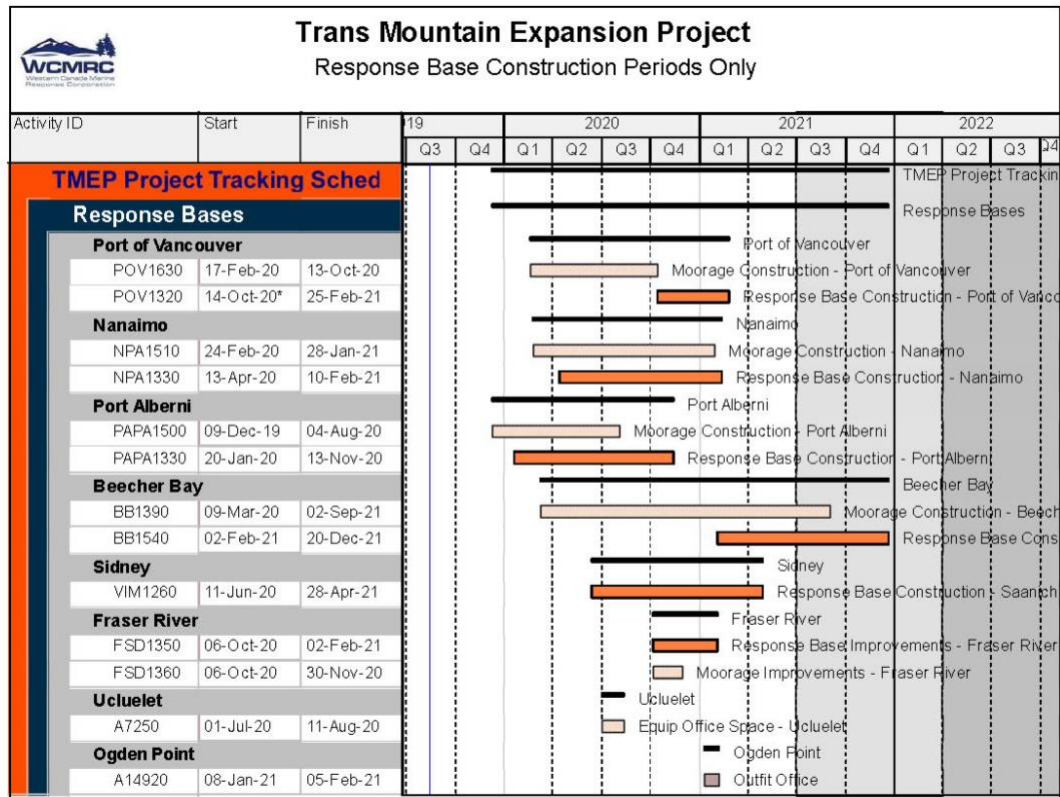 Trans Mountain Expansion Project
Response Base Construction Periods Only
WCMRC
Western Canada Marine
Response Corporation
Activity ID Start Finish 19 2020 2021 2022
Q3 Q4 Q1 Q2 Q3 Q4 Q1 Q2 Q3 Q4 Q1 Q2 Q3 Q4
TMEP Project Tracking Sched TMEP Project Trackin
Response Bases Response Bases
Port of Vancouver Port of Vancouver
POV1630 17-Feb-20 13-Oct-20 Moorage Construction - Port of Vancouver
POV1320 14-Oct-20* 25-Feb-21 Response Base Construction - Port of Vanco
Nanaimo Nanaimo
NPA1510 24-Feb-20 28-Jan-21 Moorage Construction - Nanaimo
NPA1330 13-Apr-20 10-Feb-21 Response Base Construction - Nanaimo
Port Alberni Port Alberni
PAPA1500 09-Dec-19 04-Aug-20 Moorage Construction - Port Alberni
PAPA1330 20-Jan-20 13-Nov-20 Response Base Construction - Port Alberni
Beecher Bay Beecher Bay
BB1390 09-Mar-20 02-Sep-21 Moorage Construction - Beech
BB1540 02-Feb-21 20-Dec-21 Response Base Cons
Sidney Sidney
VIM1260 11-Jun-20 28-Apr-21 Response Base Construction - Saanich
Fraser River Fraser River
FSD1350 06-Oct-20 02-Feb-21 Response Base Improvements - Fraser River
FSD1360 06-Oct-20 30-Nov-20 Moorage Improvements - Fraser River
Ucluelet Ucluelet
A7250 01-Jul-20 11-Aug-20 Equip Office Space - Ucluelet
Ogden Point Ogden Point
A14920 08-Jan-21 05-Feb-21 Outfit Office